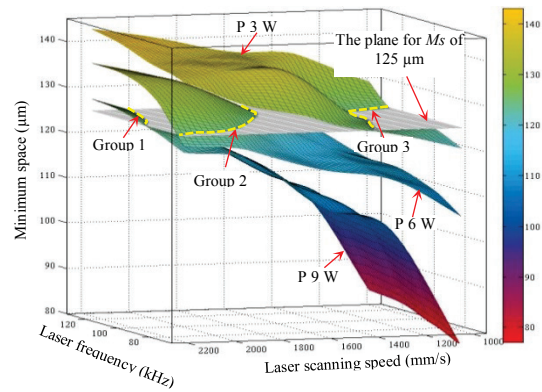 P 3 W
The plane for Ms of
125 μm
Group 1
Group 2
Group 3
P 6 W
P 9 W
Minimum space (μm)
140
130
120
110
100
90
80
120
100
80
Laser frequency (kHz)
2200
2000
1800
1600
1400
1200
1000
Laser scanning speed (mm/s)
140
130
120
110
100
90
80